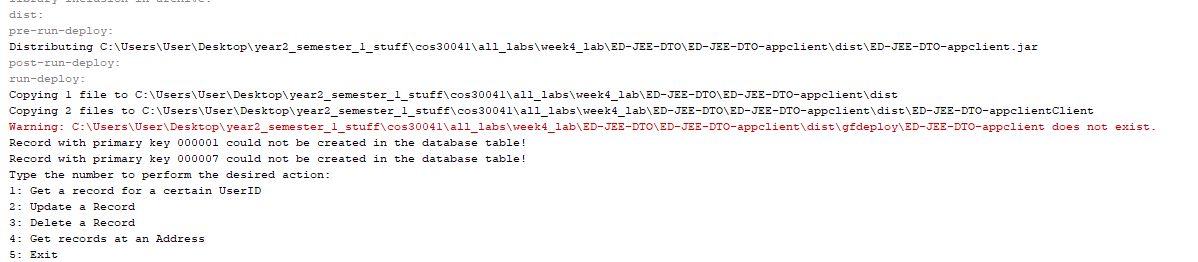 library inclusion in archive.
dist:
pre-run-deploy:
Distributing C:\Users\User\Desktop\year2_semester_1_stuff\cos30041\all_labs\week4_lab\ED-JEE-DTO\ED-JEE-DTO-appclient\dist\ED-JEE-DTO-appclient.jar
post-run-deploy:
run-deploy:
Copying 1 file to C:\Users\User\Desktop\year2_semester_1_stuff\cos30041\all_labs\week4_lab\ED-JEE-DTO\ED-JEE-DTO-appclient\dist
Copying 2 files to C:\Users\User\Desktop\year2_semester_1_stuff\cos30041\all_labs\week4_lab\ED-JEE-DTO\ED-JEE-DTO-appclient\dist\ED-JEE-DTO-appclientClient
Warning: C:\Users\User\Desktop\year2_semester_1_stuff\cos30041\all_labs\week4_lab\ED-JEE-DTO\ED-JEE-DTO-appclient\dist\gfdeploy\ED-JEE-DTO-appclient does not exist.
Record with primary key 000001 could not be created in the database table!
Record with primary key 000007 could not be created in the database table!
Type the number to perform the desired action:
1: Get a record for a certain UserID
2: Update a Record
3: Delete a Record
4: Get records at an Address
5: Exit